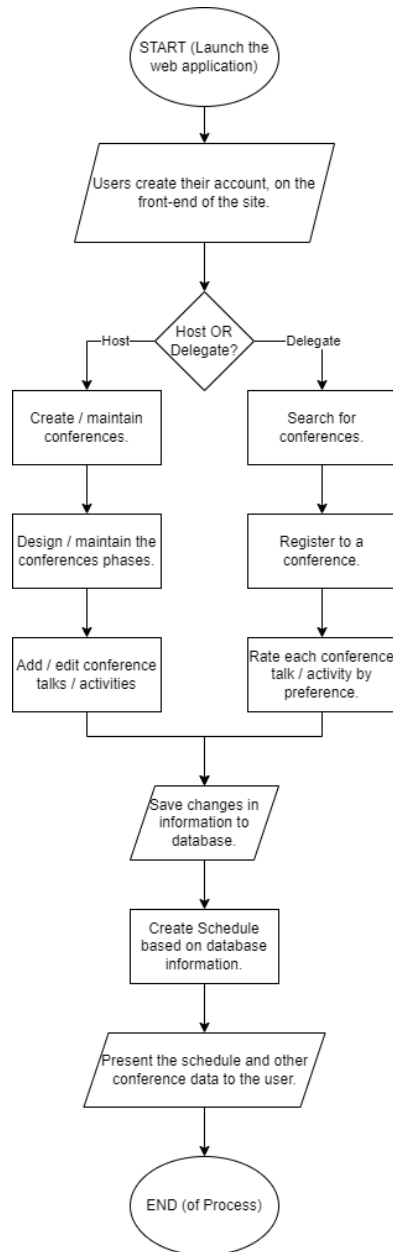 START (Launch the
web application)
Users create their account, on the
front-end of the site.
Host OR
Delegate?
Host
Delegate
Create / maintain
conferences.
Search for
conferences.
Design / maintain the
conferences phases.
Register to a
conference.
Add / edit conference
talks / activities
Rate each conference
talk / activity by
preference.
Save changes in
information to
database.
Create Schedule
based on database
information.
Present the schedule and other
conference data to the user.
END (of Process)